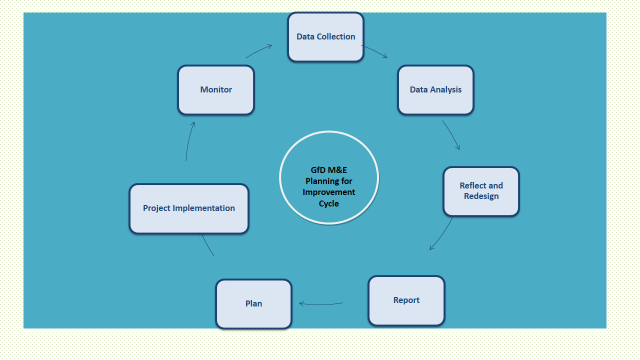 Data Collection
Monitor
Data Analysis
GfD M&E
Planning for
Improvement
Cycle
Reflect and
Redesign
Project Implementation
Report
Plan